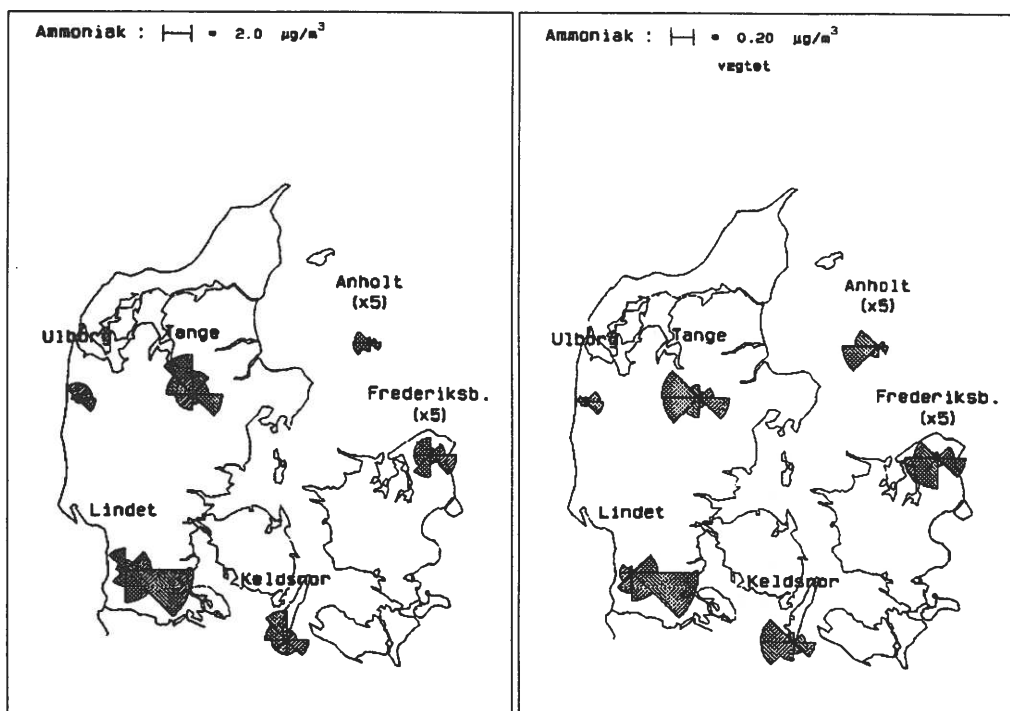 Ammoniak : = 2.0 µg/m³
Anholt
(x5)
Ulborg
Tange
Frederiksb.
(x5)
Lindet
Keldsnor
Ammoniak : = 0.20 µg/m³
vægtet
Anholt
(x5)
Ulborg
Tange
Frederiksb.
(x5)
Lindet
Keldsnor